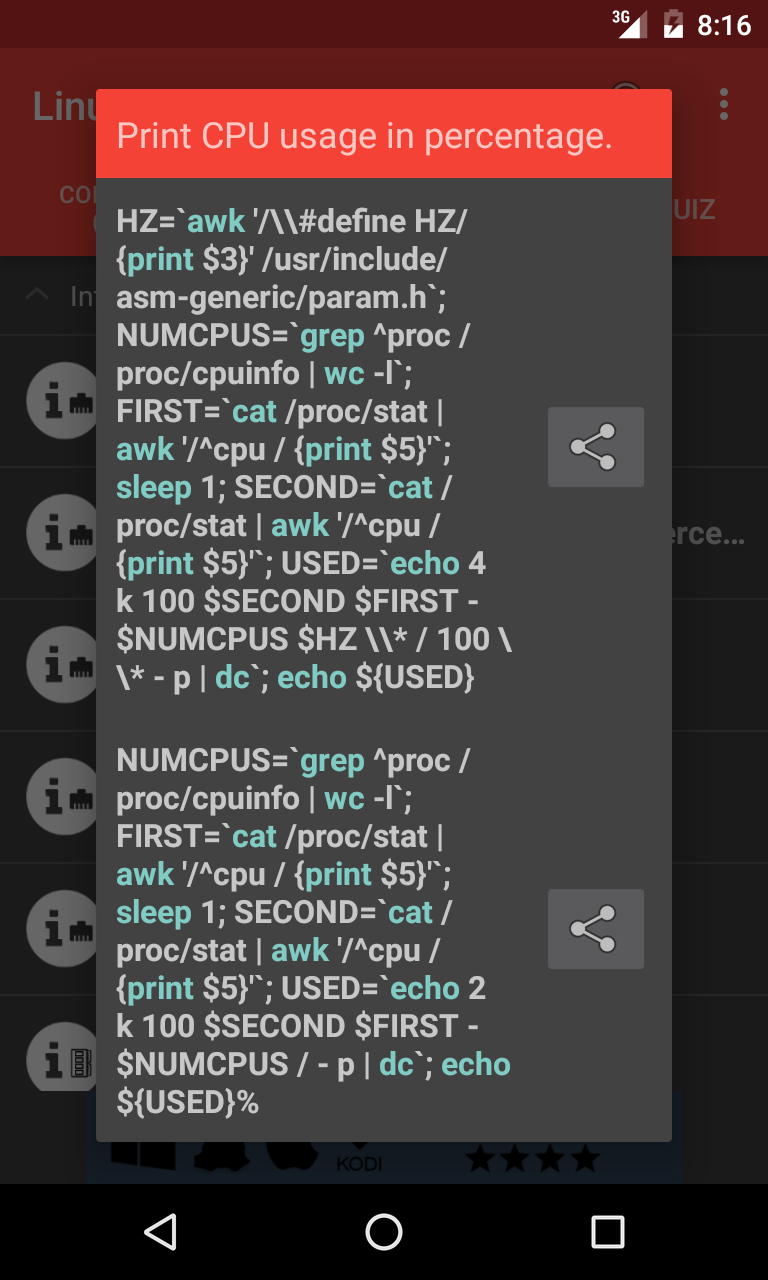 3G 8:16
Linu
Print CPU usage in percentage.
CO
UIZ
In
HZ=`awk '/\\#define HZ/
{print $3}' /usr/include/
asm-generic/param.h`;
NUMCPUS=`grep ^proc /
proc/cpuinfo | wc -l`;
FIRST=`cat /proc/stat |
awk '/^cpu / {print $5}'`;
sleep 1; SECOND=`cat /
proc/stat | awk '/^cpu /
{print $5}'`; USED=`echo 4
k 100 $SECOND $FIRST -
$NUMCPUS $HZ \\* / 100 \
\* - p | dc`; echo ${USED}
erce...
NUMCPUS=`grep ^proc /
proc/cpuinfo | wc -l`;
FIRST=`cat /proc/stat |
awk '/^cpu / {print $5}'`;
sleep 1; SECOND=`cat /
proc/stat | awk '/^cpu /
{print $5}'`; USED=`echo 2
k 100 $SECOND $FIRST -
$NUMCPUS / - p | dc`; echo
${USED}%
KODI